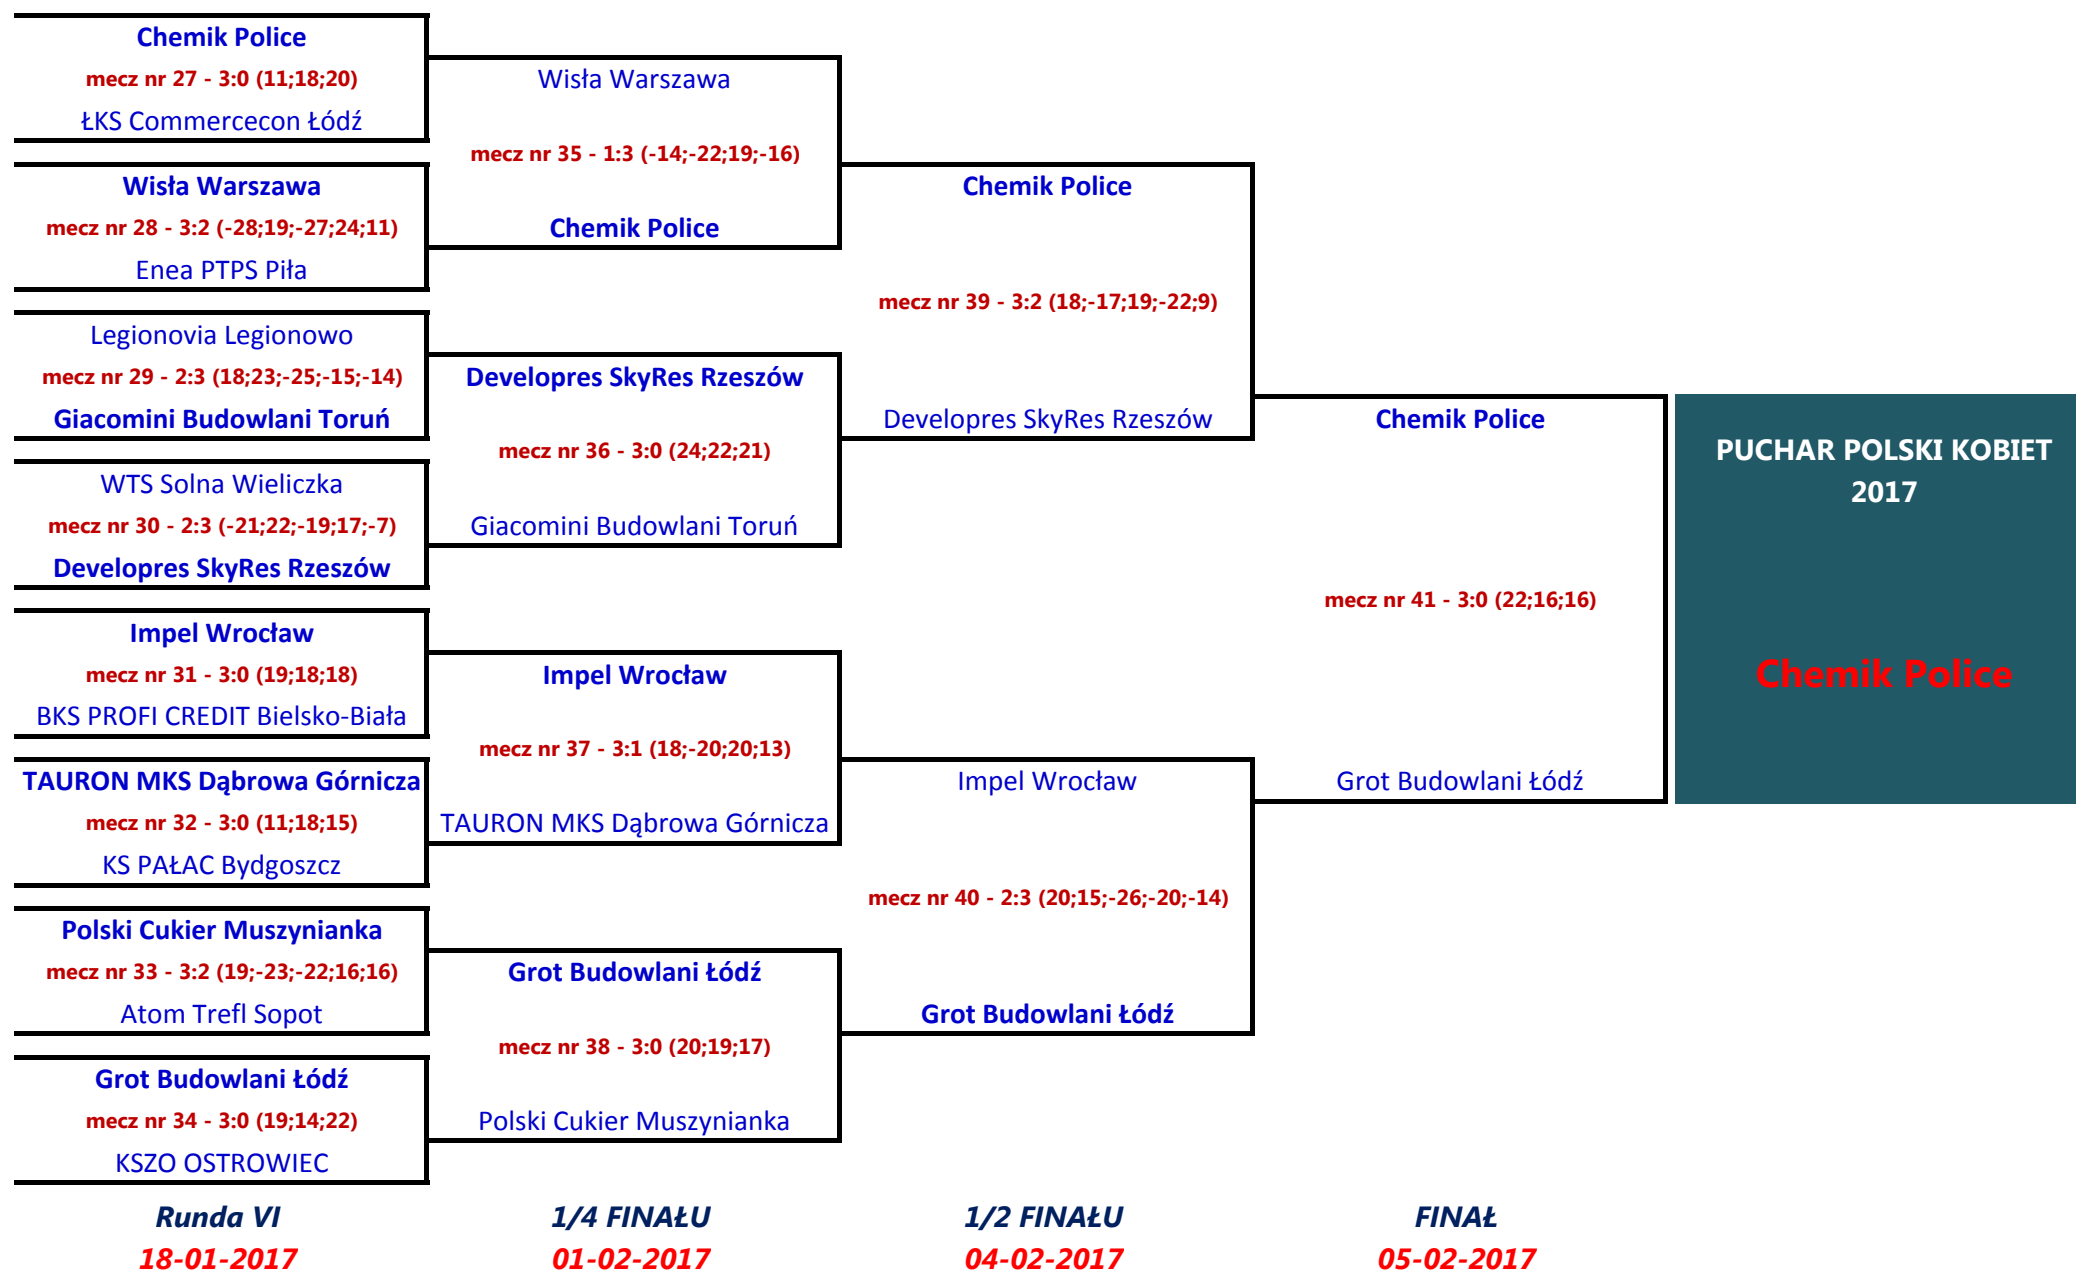 Chemik Police
mecz nr 27 - 3:0 (11;18;20)
ŁKS Commercecon Łódź
Wisła Warszawa
mecz nr 28 - 3:2 (-28;19;-27;24;11)
Enea PTPS Piła
Legionovia Legionowo
mecz nr 29 - 2:3 (18;23;-25;-15;-14)
Giacomini Budowlani Toruń
WTS Solna Wieliczka
mecz nr 30 - 2:3 (-21;22;-19;17;-7)
Developres SkyRes Rzeszów
Impel Wrocław
mecz nr 31 - 3:0 (19;18;18)
BKS PROFI CREDIT Bielsko-Biała
TAURON MKS Dąbrowa Górnicza
mecz nr 32 - 3:0 (11;18;15)
KS PAŁAC Bydgoszcz
Polski Cukier Muszynianka
mecz nr 33 - 3:2 (19;-23;-22;16;16)
Atom Trefl Sopot
Grot Budowlani Łódź
mecz nr 34 - 3:0 (19;14;22)
KSZO OSTROWIEC
Runda VI
18-01-2017
Wisła Warszawa
mecz nr 35 - 1:3 (-14;-22;19;-16)
Chemik Police
Developres SkyRes Rzeszów
mecz nr 36 - 3:0 (24;22;21)
Giacomini Budowlani Toruń
Impel Wrocław
mecz nr 37 - 3:1 (18;-20;20;13)
TAURON MKS Dąbrowa Górnicza
Grot Budowlani Łódź
mecz nr 38 - 3:0 (20;19;17)
Polski Cukier Muszynianka
1/4 FINAŁU
01-02-2017
Chemik Police
mecz nr 39 - 3:2 (18;-17;19;-22;9)
Developres SkyRes Rzeszów
Impel Wrocław
mecz nr 40 - 2:3 (20;15;-26;-20;-14)
Grot Budowlani Łódź
1/2 FINAŁU
04-02-2017
Chemik Police
mecz nr 41 - 3:0 (22;16;16)
Grot Budowlani Łódź
FINAŁ
05-02-2017
PUCHAR POLSKI KOBIET
2017
Chemik Police